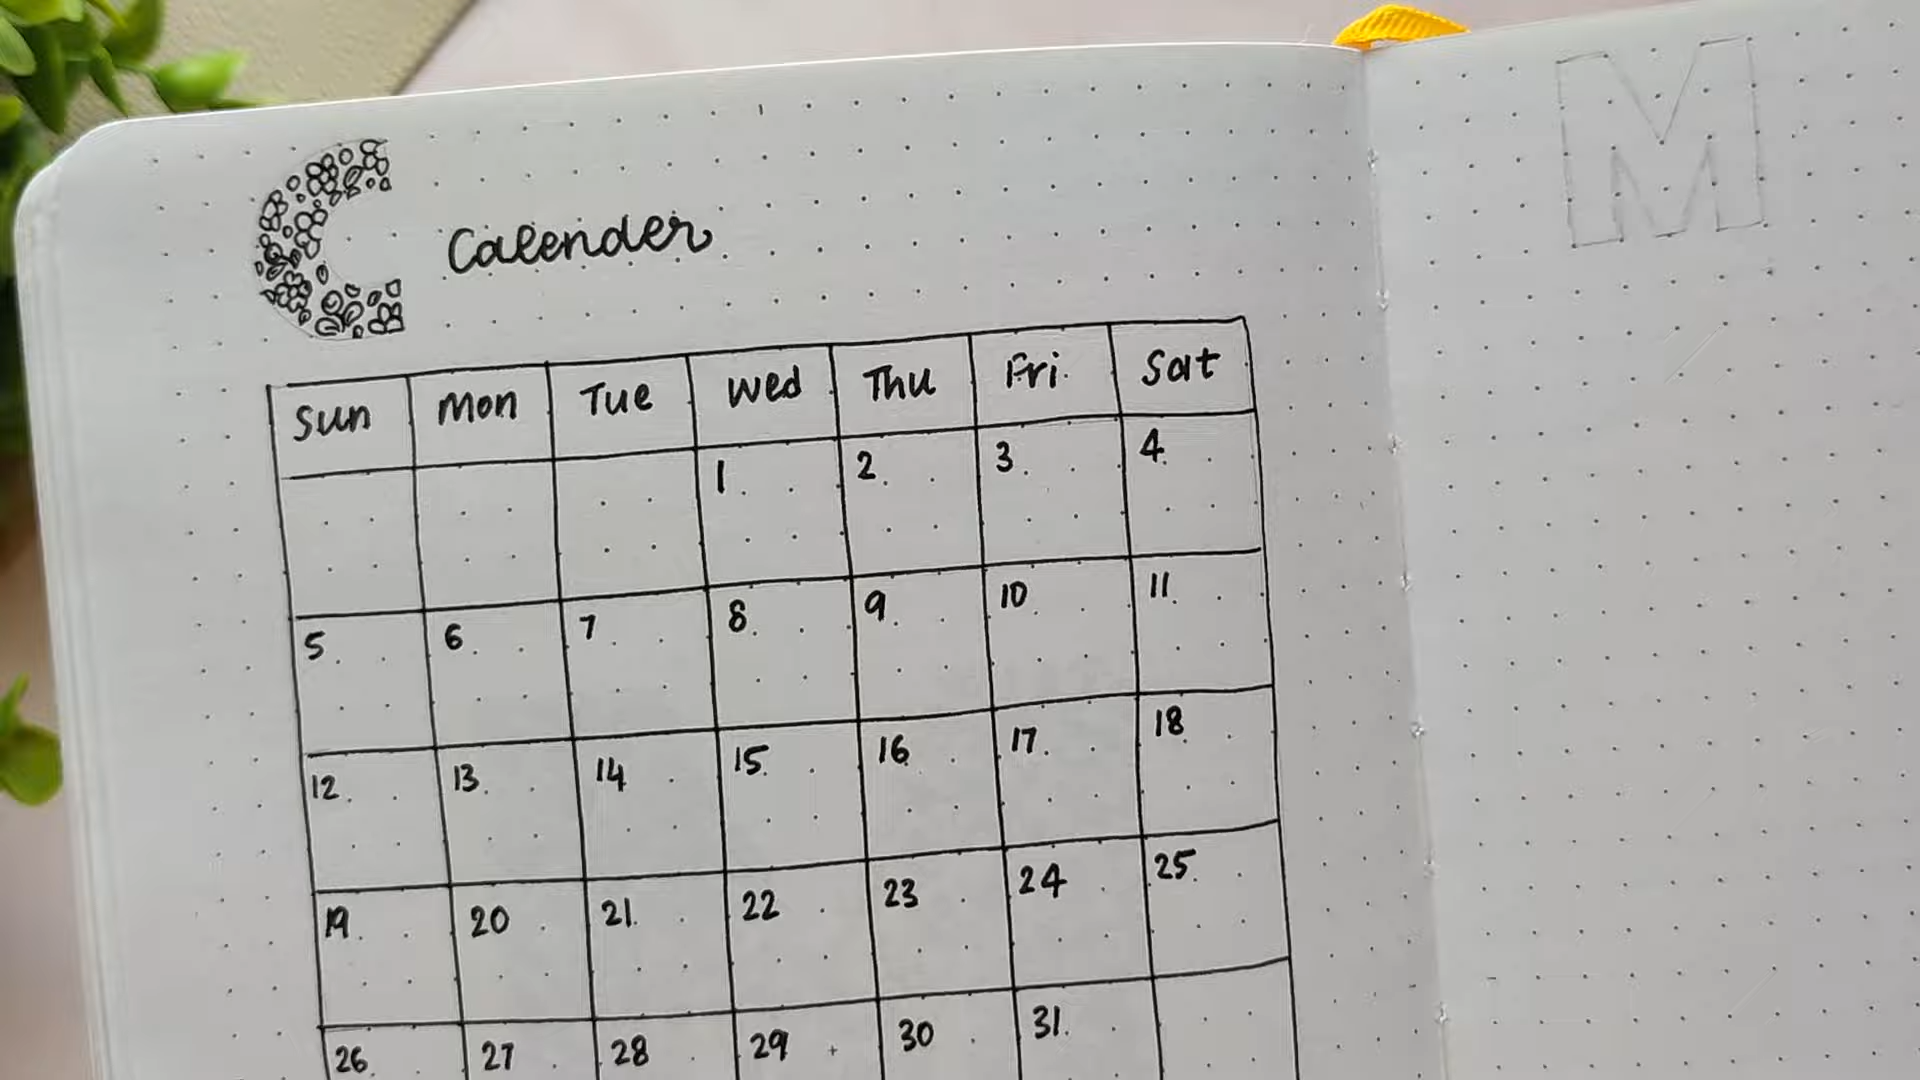 C Calender
Sun Mon Tue Wed Thu Fri Sat
1 2 3 4
5 6 7 8 9 10 11
12 13 14 15 16 17 18
19 20 21 22 23 24 25
26 27 28 29 30 31
M